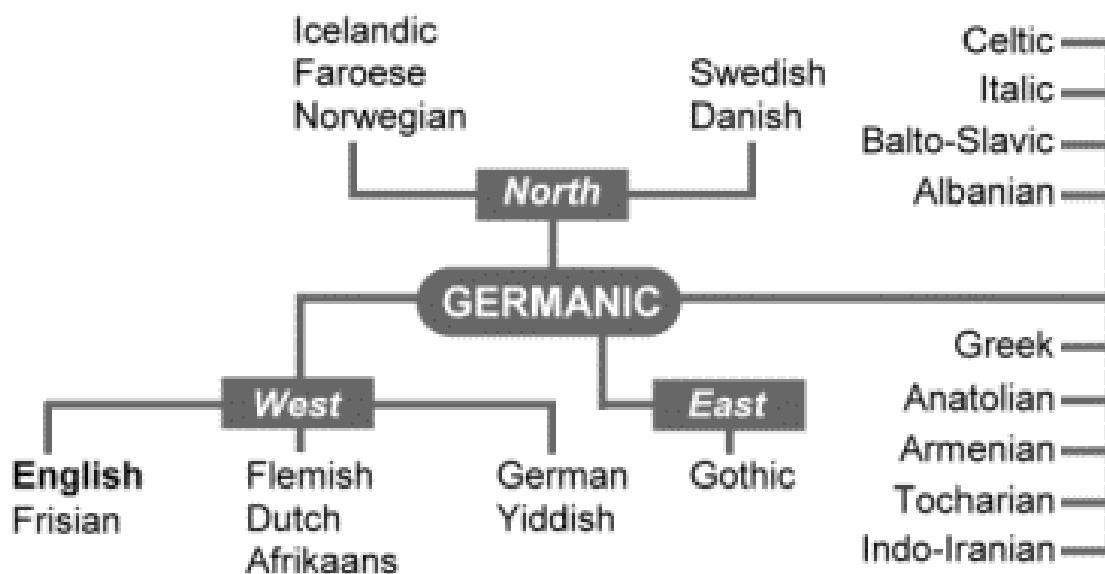 Icelandic
Faroese
Norwegian
Swedish
Danish
North
GERMANIC
West
East
English
Frisian
Flemish
Dutch
Afrikaans
German
Yiddish
Gothic
Celtic
Italic
Balto-Slavic
Albanian
Greek
Anatolian
Armenian
Tocharian
Indo-Iranian